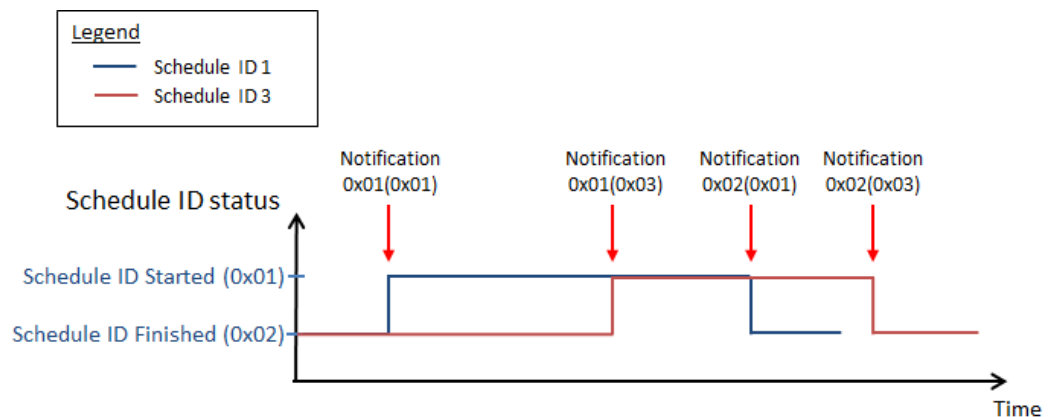 Legend
Schedule ID 1
Schedule ID 3
Notification
0x01(0x01)
Notification
0x01(0x03)
Notification
0x02(0x01)
Notification
0x02(0x03)
Schedule ID status
Schedule ID Started (0x01)
Schedule ID Finished (0x02)
Time